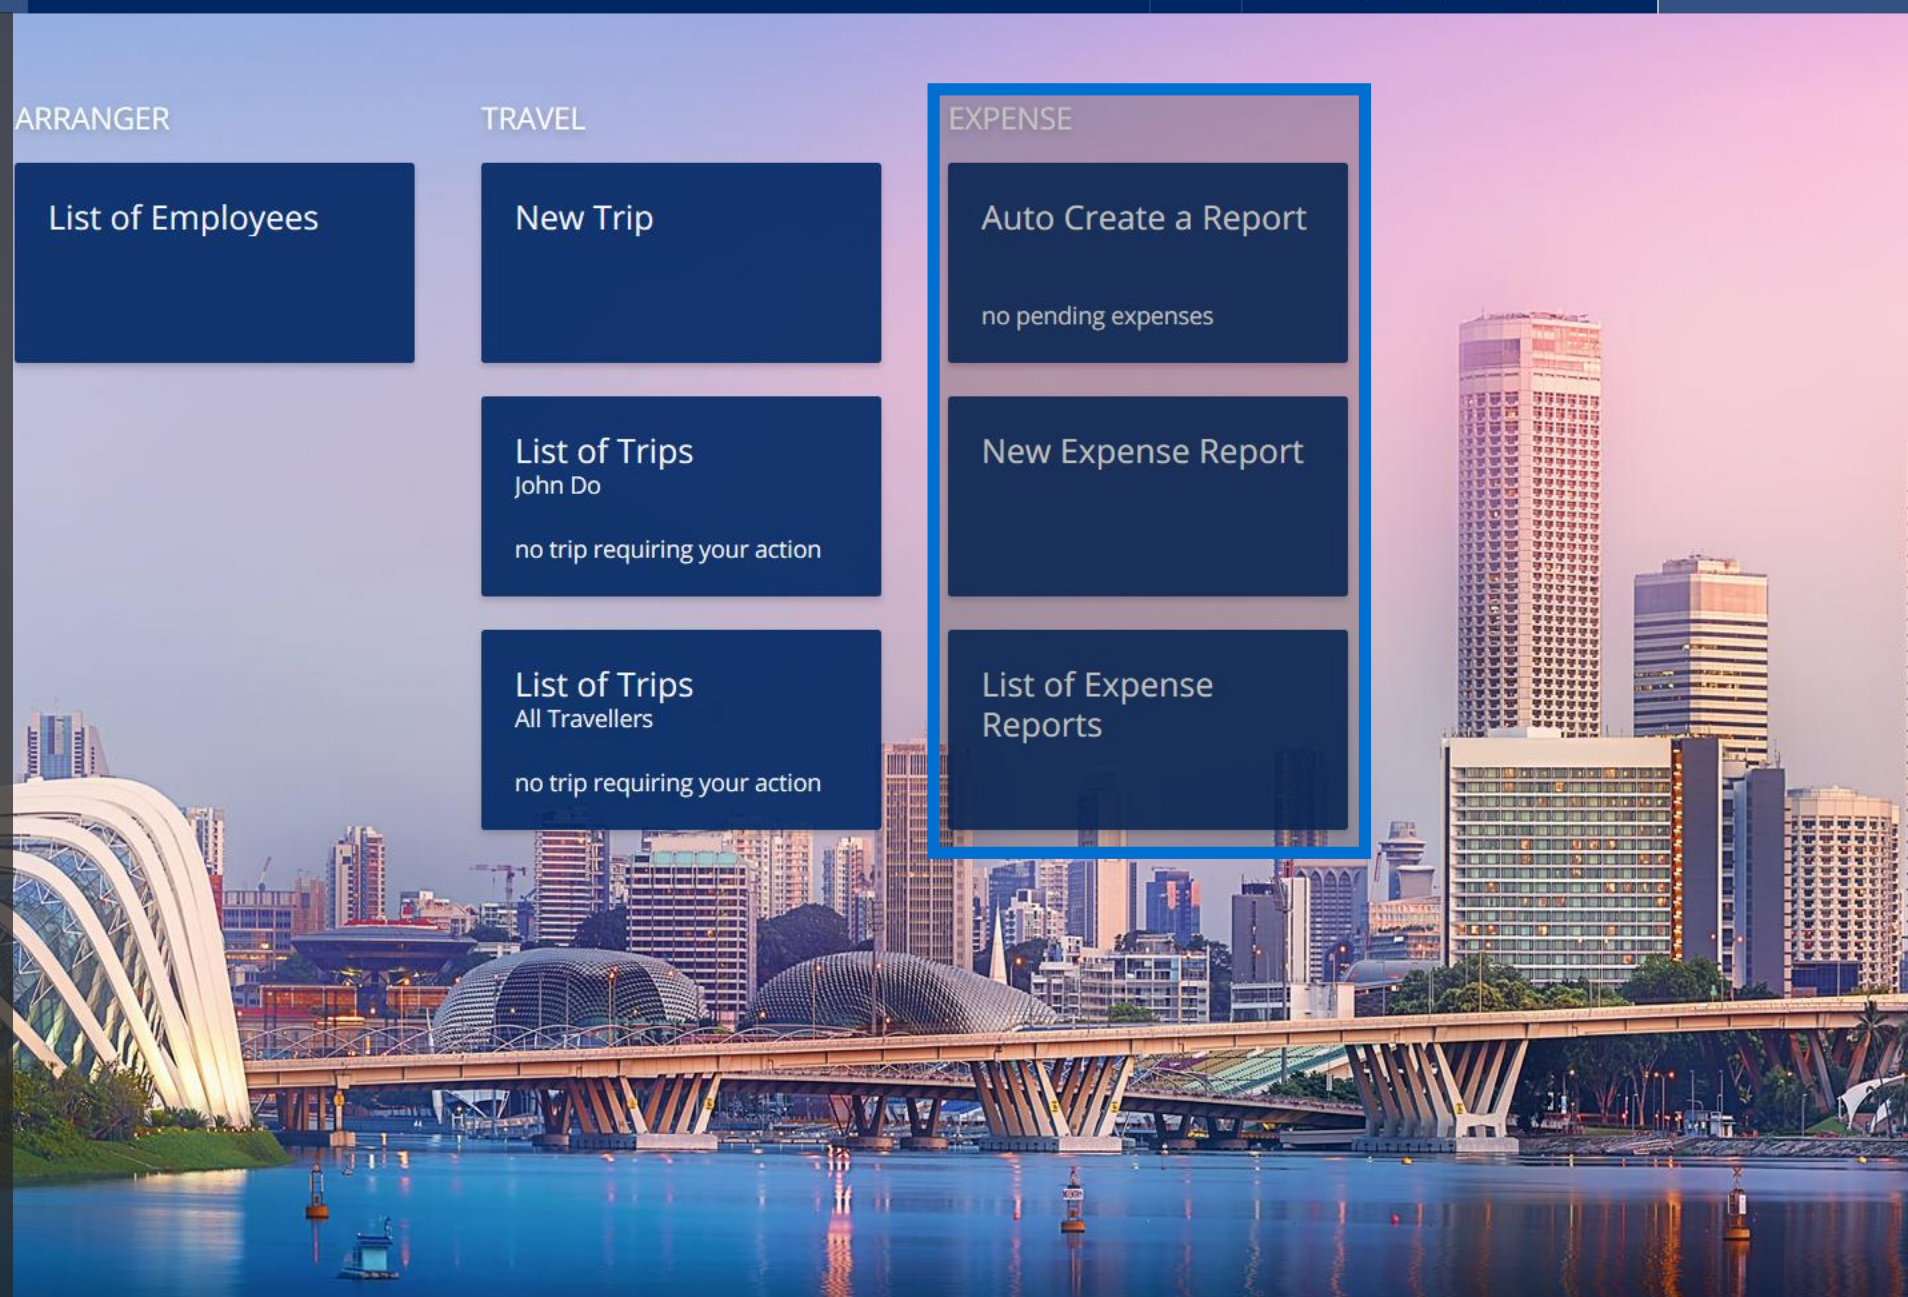 ARRANGER
List of Employees
TRAVEL
New Trip
List of Trips
John Do
no trip requiring your action
List of Trips
All Travellers
no trip requiring your action
EXPENSE
Auto Create a Report
no pending expenses
New Expense Report
List of Expense
Reports